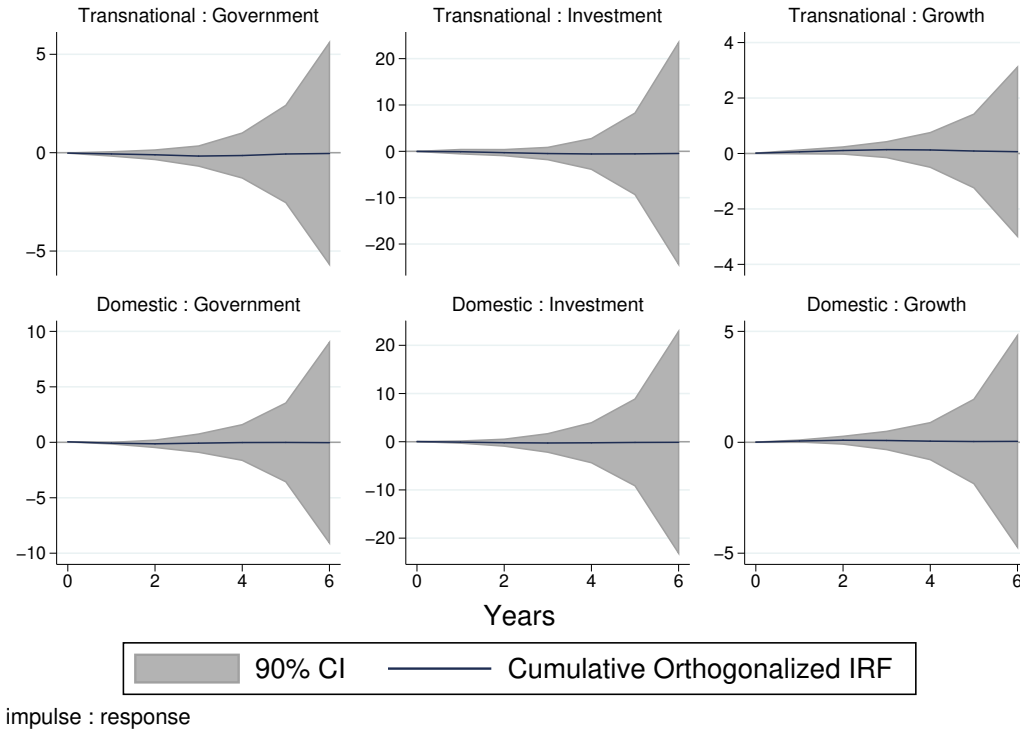 Transnational : Government
Transnational : Investment
Transnational : Growth
5
0
−5
20
10
0
−10
−20
4
2
0
−2
−4
Domestic : Government
Domestic : Investment
Domestic : Growth
10
5
0
−5
−10
20
10
0
−10
−20
5
0
−5
0 2 4 6
0 2 4 6
0 2 4 6
Years
90% CI
Cumulative Orthogonalized IRF
impulse : response